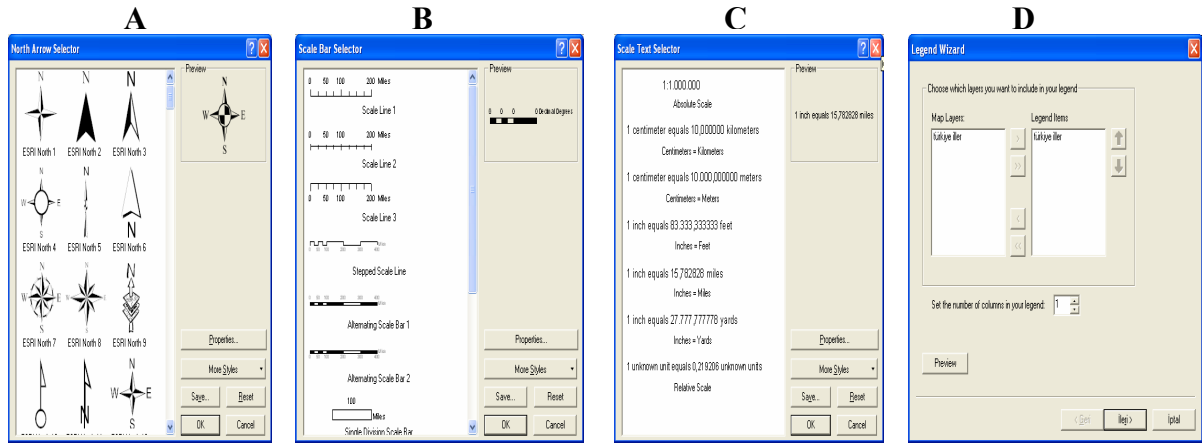 A
B
C
D
North Arrow Selector
N
N
N
ESRI North 1 ESRI North 2 ESRI North 3
N
N
W E
S
N
ESRI North 4 ESRI North 5 ESRI North 6
N
N
W E
S
ESRI North 7 ESRI North 8 ESRI North 9
N
W E
N
S
Preview
N
W E
S
Properties...
More Styles
Save... Reset
OK Cancel
Scale Bar Selector
0 50 100 200 Miles
Scale Line 1
0 50 100 200 Miles
Scale Line 2
0 50 100 200 Miles
Scale Line 3
Stepped Scale Line
Alternating Scale Bar 1
Alternating Scale Bar 2
100
Miles
Single Division Scale Bar
Preview
0 0 0 0 Decimal Degrees
Properties...
More Styles
Save... Reset
OK Cancel
Scale Text Selector
1:1.000.000
Absolute Scale
1 centimeter equals 10,000000 kilometers
Centimeters = Kilometers
1 centimeter equals 10.000,000000 meters
Centimeters = Meters
1 inch equals 83.333,333333 feet
Inches = Feet
1 inch equals 15,782828 miles
Inches = Miles
1 inch equals 27.777,777778 yards
Inches = Yards
1 unknown unit equals 0,219206 unknown units
Relative Scale
Preview
1 inch equals 15,782828 miles
Properties...
More Styles
Save... Reset
OK Cancel
Legend Wizard
Choose which layers you want to include in your legend
Map Layers: Legend Items
türkiye iller türkiye iller
> 
>>
<
<<
Set the number of columns in your legend: 1
Preview
< Geri İleri > İptal